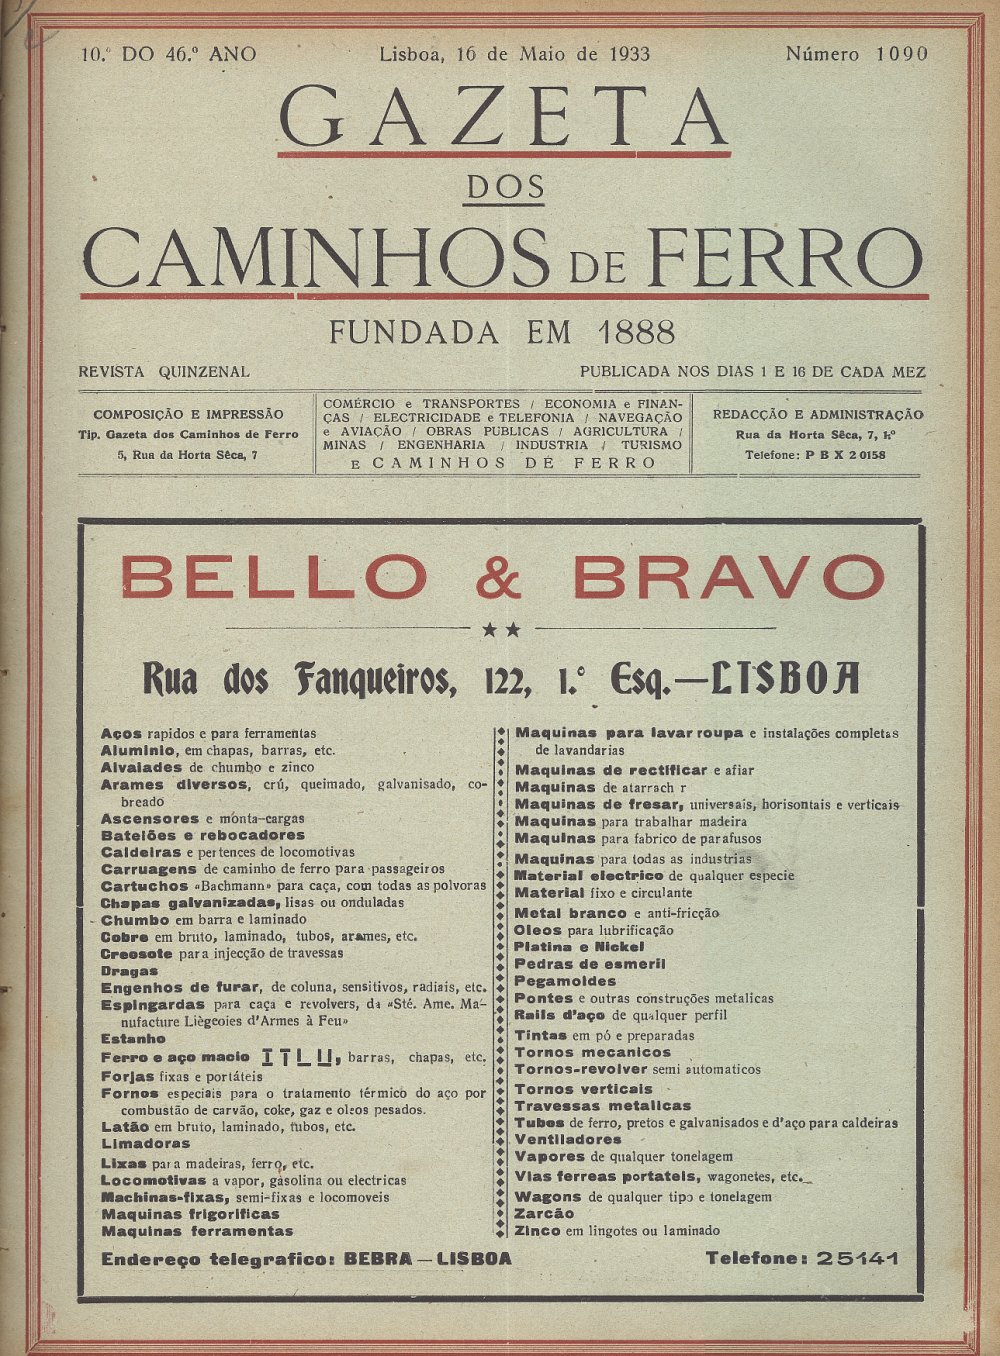 10.º DO 46.º ANO
Lisboa, 16 de Maio de 1933
Número 1090
GAZETA
DOS
CAMINHOS DE FERRO
FUNDADA EM 1888
REVISTA QUINZENAL
PUBLICADA NOS DIAS 1 E 16 DE CADA MEZ
COMPOSIÇÃO E IMPRESSÃO
Tip. Gazeta dos Caminhos de Ferro
5, Rua da Horta Sêca, 7
COMÉRCIO e TRANSPORTES / ECONOMIA e FINAN-
ÇAS / ELECTRICIDADE e TELEFONIA / NAVEGAÇÃO
e AVIAÇÃO / OBRAS PUBLICAS / AGRICULTURA /
MINAS / ENGENHARIA / INDUSTRIA / TURISMO
E CAMINHOS DE FERRO
REDACÇÃO E ADMINISTRAÇÃO
Rua da Horta Sêca, 7, 1.º
Telefone: P B X 2 0158
BELLO & BRAVO
Rua dos Fanqueiros, 122, 1.º Esq.—LISBOA
Aços rapidos e para ferramentas
Aluminio, em chapas, barras, etc.
Alvaiades de chumbo e zinco
Arames diversos, crú, queimado, galvanisado, co-
breado
Ascensores e monta-cargas
Batelões e rebocadores
Caldeiras e pertences de locomotivas
Carruagens de caminho de ferro para passageiros
Cartuchos «Bachmann» para caça, com todas as polvoras
Chapas galvanizadas, lisas ou onduladas
Chumbo em barra e laminado
Cobre em bruto, laminado, tubos, arames, etc.
Creosote para injecção de travessas
Dragas
Engenhos de furar, de coluna, sensitivos, radiais, etc.
Espingardas para caça e revolvers, da «Sté. Ame. Ma-
nufacture Liègeoies d'Armes à Feu»
Estanho
Ferro e aço macio I T L U, barras, chapas, etc.
Forjas fixas e portáteis
Fornos especiais para o tratamento térmico do aço por
combustão de carvão, coke, gaz e oleos pesados.
Latão em bruto, laminado, tubos, etc.
Limadoras
Lixas para madeiras, ferro, etc.
Locomotivas a vapor, gasolina ou electricas
Machinas-fixas, semi-fixas e locomoveis
Maquinas frigorificas
Maquinas ferramentas
Maquinas para lavar roupa e instalações completas
de lavandarias
Maquinas de rectificar e afiar
Maquinas de atarrach r
Maquinas de fresar, universais, horisontais e verticais
Maquinas para trabalhar madeira
Maquinas para fabrico de parafusos
Maquinas para todas as industrias
Material electrico de qualquer especie
Material fixo e circulante
Metal branco e anti-fricção
Oleos para lubrificação
Platina e Nickel
Pedras de esmeril
Pegamoides
Pontes e outras construções metalicas
Rails d'aço de qualquer perfil
Tintas em pó e preparadas
Tornos mecanicos
Tornos-revolver semi automaticos
Tornos verticais
Travessas metalicas
Tubos de ferro, pretos e galvanisados e d'aço para caldeiras
Ventiladores
Vapores de qualquer tonelagem
Vias ferreas portateis, wagonetes, etc.
Wagons de qualquer tipo e tonelagem
Zarcão
Zinco em lingotes ou laminado
Endereço telegrafico: BEBRA — LISBOA
Telefone: 25141